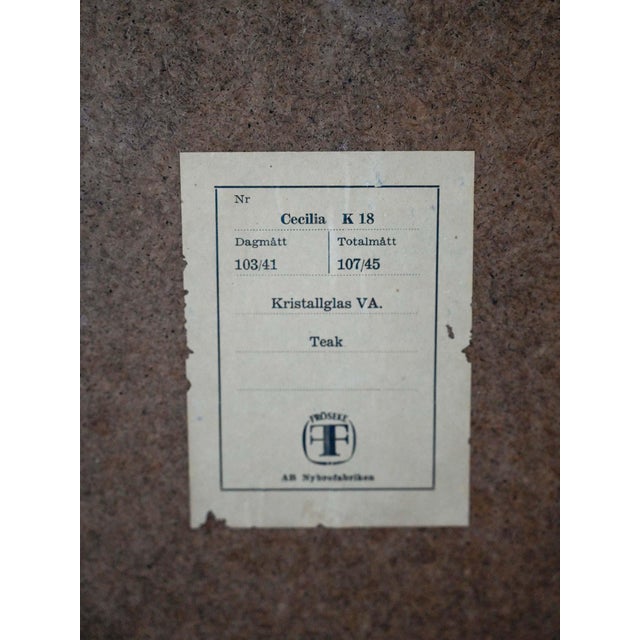 Nr
Cecilia K 18
Dagmått Totalmått
103/41 107/45
Kristallglas VA.
Teak
FRÖSEKE
F
AB Nybrofabriken